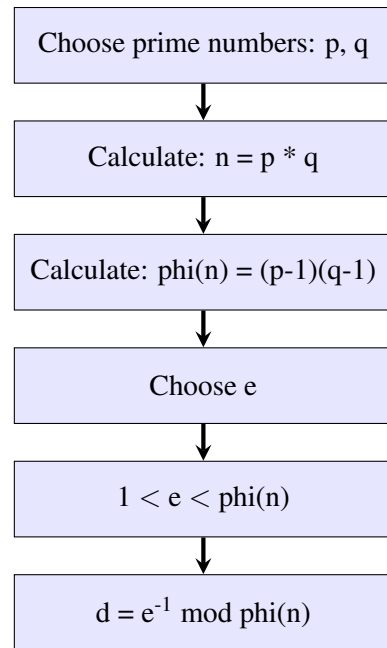 Choose prime numbers: p, q
Calculate: n = p * q
Calculate: phi(n) = (p-1)(q-1)
Choose e
1 < e < phi(n)
d = e⁻¹ mod phi(n)